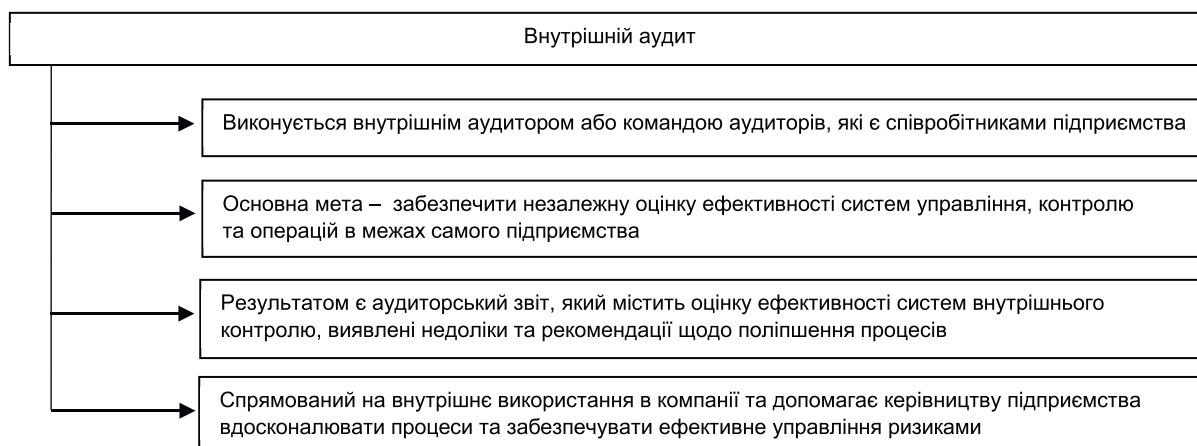 Внутрішній аудит
Виконується внутрішнім аудитором або командою аудиторів, які є співробітниками підприємства
Основна мета – забезпечити незалежну оцінку ефективності систем управління, контролю
та операцій в межах самого підприємства
Результатом є аудиторський звіт, який містить оцінку ефективності систем внутрішнього
контролю, виявлені недоліки та рекомендації щодо поліпшення процесів
Спрямований на внутрішнє використання в компанії та допомагає керівництву підприємства
вдосконалювати процеси та забезпечувати ефективне управління ризиками